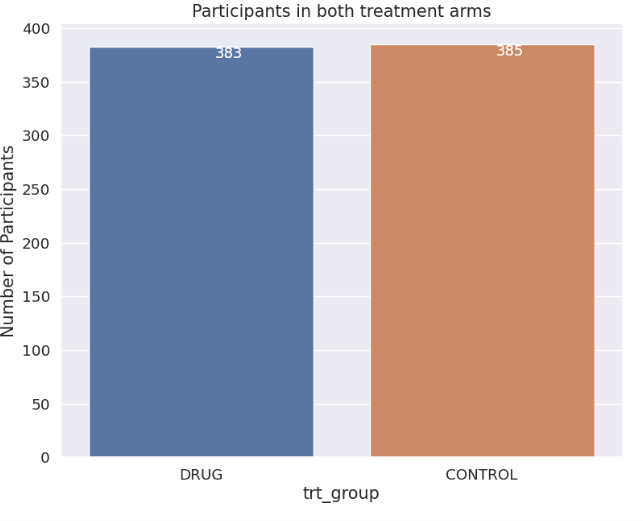 Participants in both treatment arms
400
350
300
250
200
150
100
50
0
Number of Participants
383
385
DRUG
CONTROL
trt_group